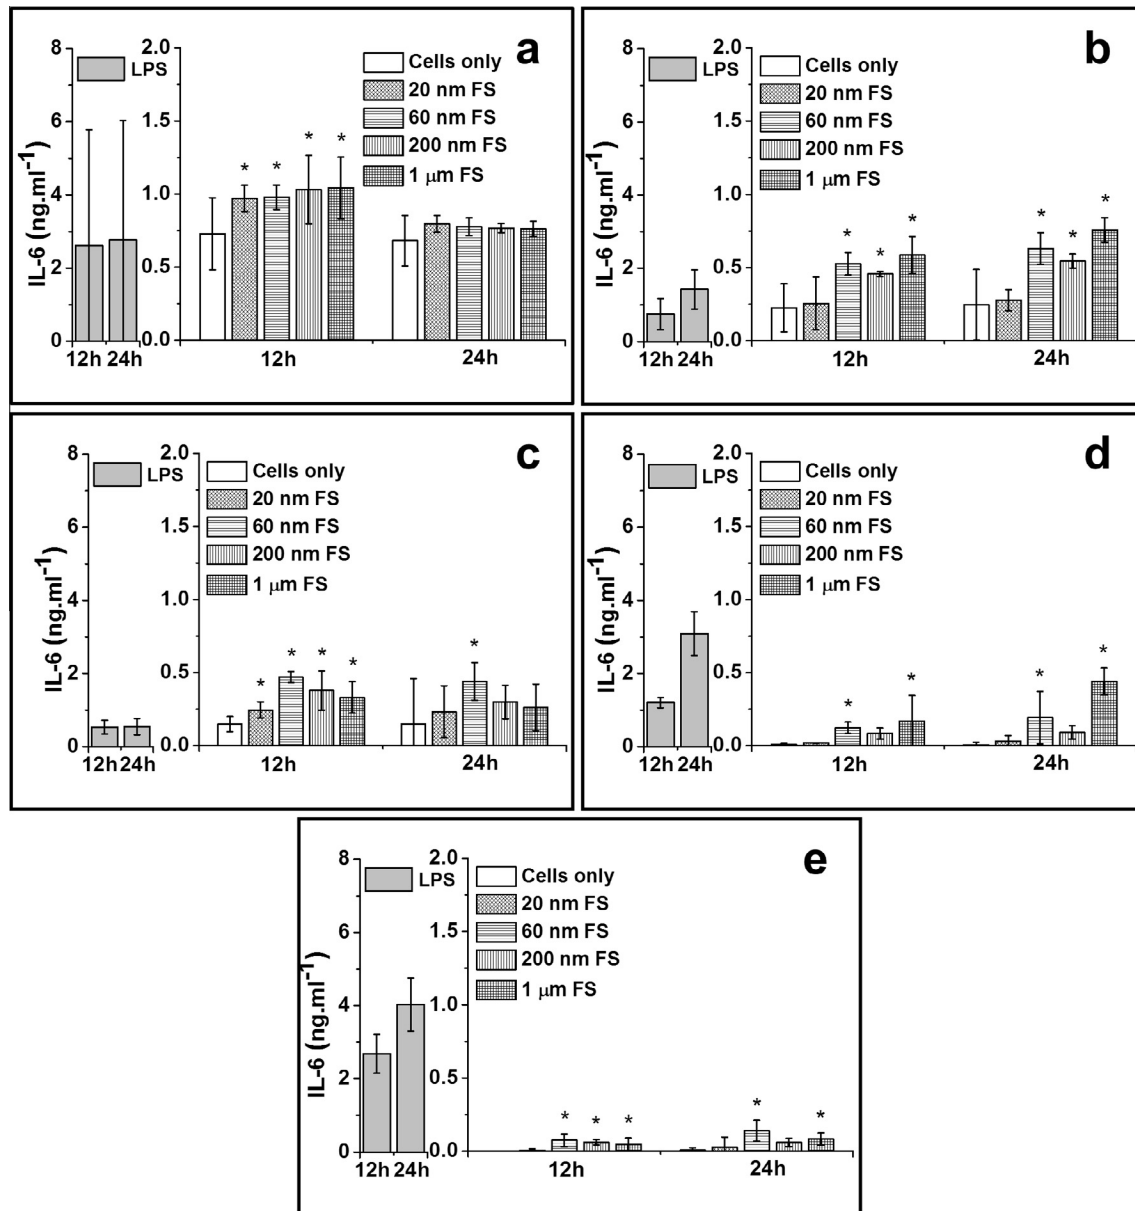 a
IL-6 (ng.ml-1)
8
6
4
2
0
LPS
12h 24h
2.0
1.5
1.0
0.5
0.0
Cells only
20 nm FS
60 nm FS
200 nm FS
1 μm FS
* * * *
12h 24h
b
IL-6 (ng.ml-1)
8
6
4
2
0
LPS
12h 24h
2.0
1.5
1.0
0.5
0.0
Cells only
20 nm FS
60 nm FS
200 nm FS
1 μm FS
* * * * * *
12h 24h
c
IL-6 (ng.ml-1)
8
6
4
2
0
LPS
12h 24h
2.0
1.5
1.0
0.5
0.0
Cells only
20 nm FS
60 nm FS
200 nm FS
1 μm FS
* * * * *
12h 24h
d
IL-6 (ng.ml-1)
8
6
4
2
0
LPS
12h 24h
2.0
1.5
1.0
0.5
0.0
Cells only
20 nm FS
60 nm FS
200 nm FS
1 μm FS
* * * *
12h 24h
e
IL-6 (ng.ml-1)
8
6
4
2
0
LPS
12h 24h
2.0
1.5
1.0
0.5
0.0
Cells only
20 nm FS
60 nm FS
200 nm FS
1 μm FS
* * * * *
12h 24h